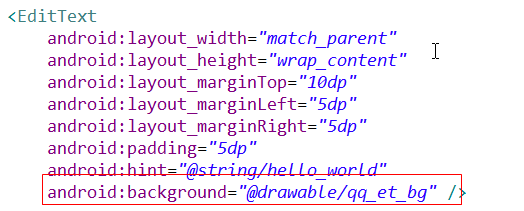 <EditText
android:layout_width="match_parent"
android:layout_height="wrap_content"
android:layout_marginTop="10dp"
android:layout_marginLeft="5dp"
android:layout_marginRight="5dp"
android:padding="5dp"
android:hint="@string/hello_world"
android:background="@drawable/qq_et_bg" />